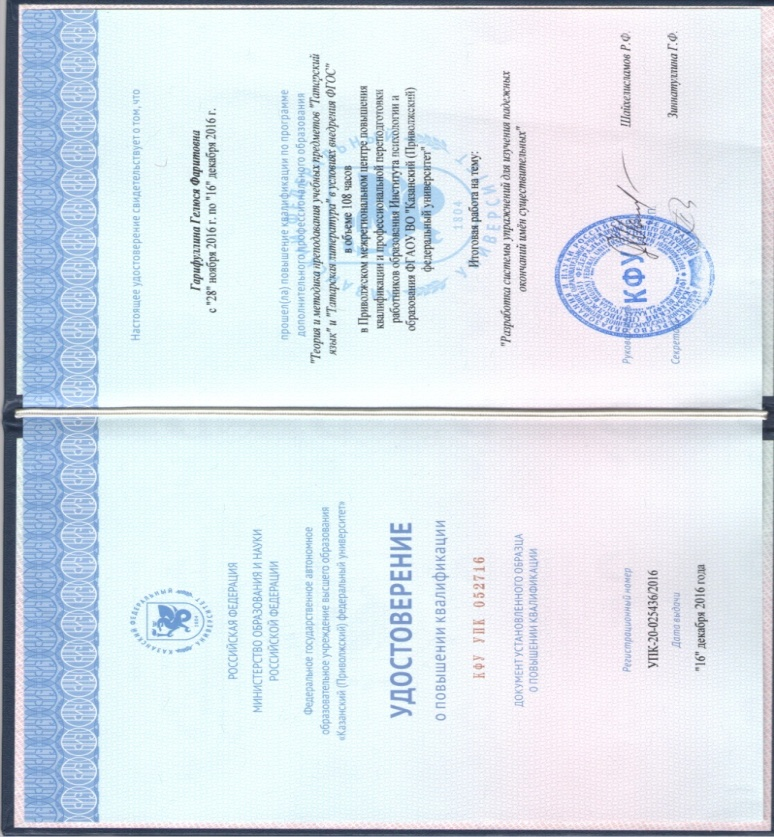 КАЗАНСКИЙ ФЕДЕРАЛЬНЫЙ УНИВЕРСИТЕТ
РОССИЙСКАЯ ФЕДЕРАЦИЯ
МИНИСТЕРСТВО ОБРАЗОВАНИЯ И НАУКИ
РОССИЙСКОЙ ФЕДЕРАЦИИ
Федеральное государственное автономное
образовательное учреждение высшего образования
«Казанский (Приволжский) федеральный университет»
УДОСТОВЕРЕНИЕ
о повышении квалификации
КФУ УПК 052716
ДОКУМЕНТ УСТАНОВЛЕННОГО ОБРАЗЦА
О ПОВЫШЕНИИ КВАЛИФИКАЦИИ
Регистрационный номер
УПК-20-025436/2016
Дата выдачи
"16" декабря 2016 года
Настоящее удостоверение свидетельствует о том, что
Гарифуллина Гелюся Фаритовна
с "28" ноября 2016 г. по "16" декабря 2016 г.
прошел(ла) повышение квалификации по программе
дополнительного профессионального образования
"Теория и методика преподавания учебных предметов "Татарский
язык" и "Татарская литература" в условиях внедрения ФГОС"
в объеме 108 часов
в Приволжском межрегиональном центре повышения
квалификации и профессиональной переподготовки
работников образования Института психологии и
образования ФГАОУ ВО "Казанский (Приволжский)
федеральный университет"
1804
Итоговая работа на тему:
"Разработка системы упражнений для изучения падежных
окончаний имён существительных"
КФУ
Шайхелисламов Р.Ф.
Зиннатуллина Г.Ф.